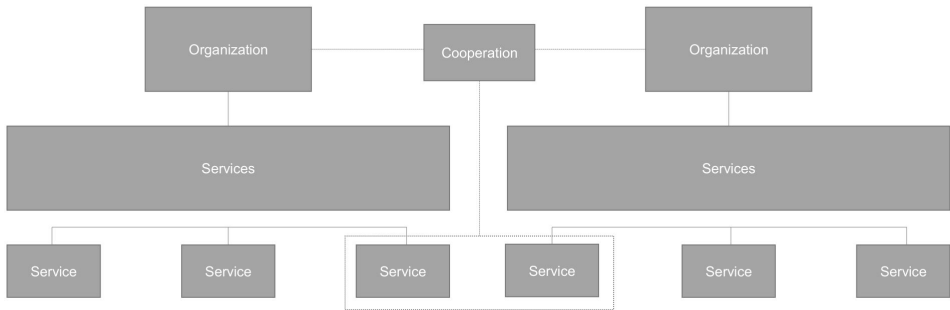 Organization
Cooperation
Organization
Services
Services
Service
Service
Service
Service
Service
Service